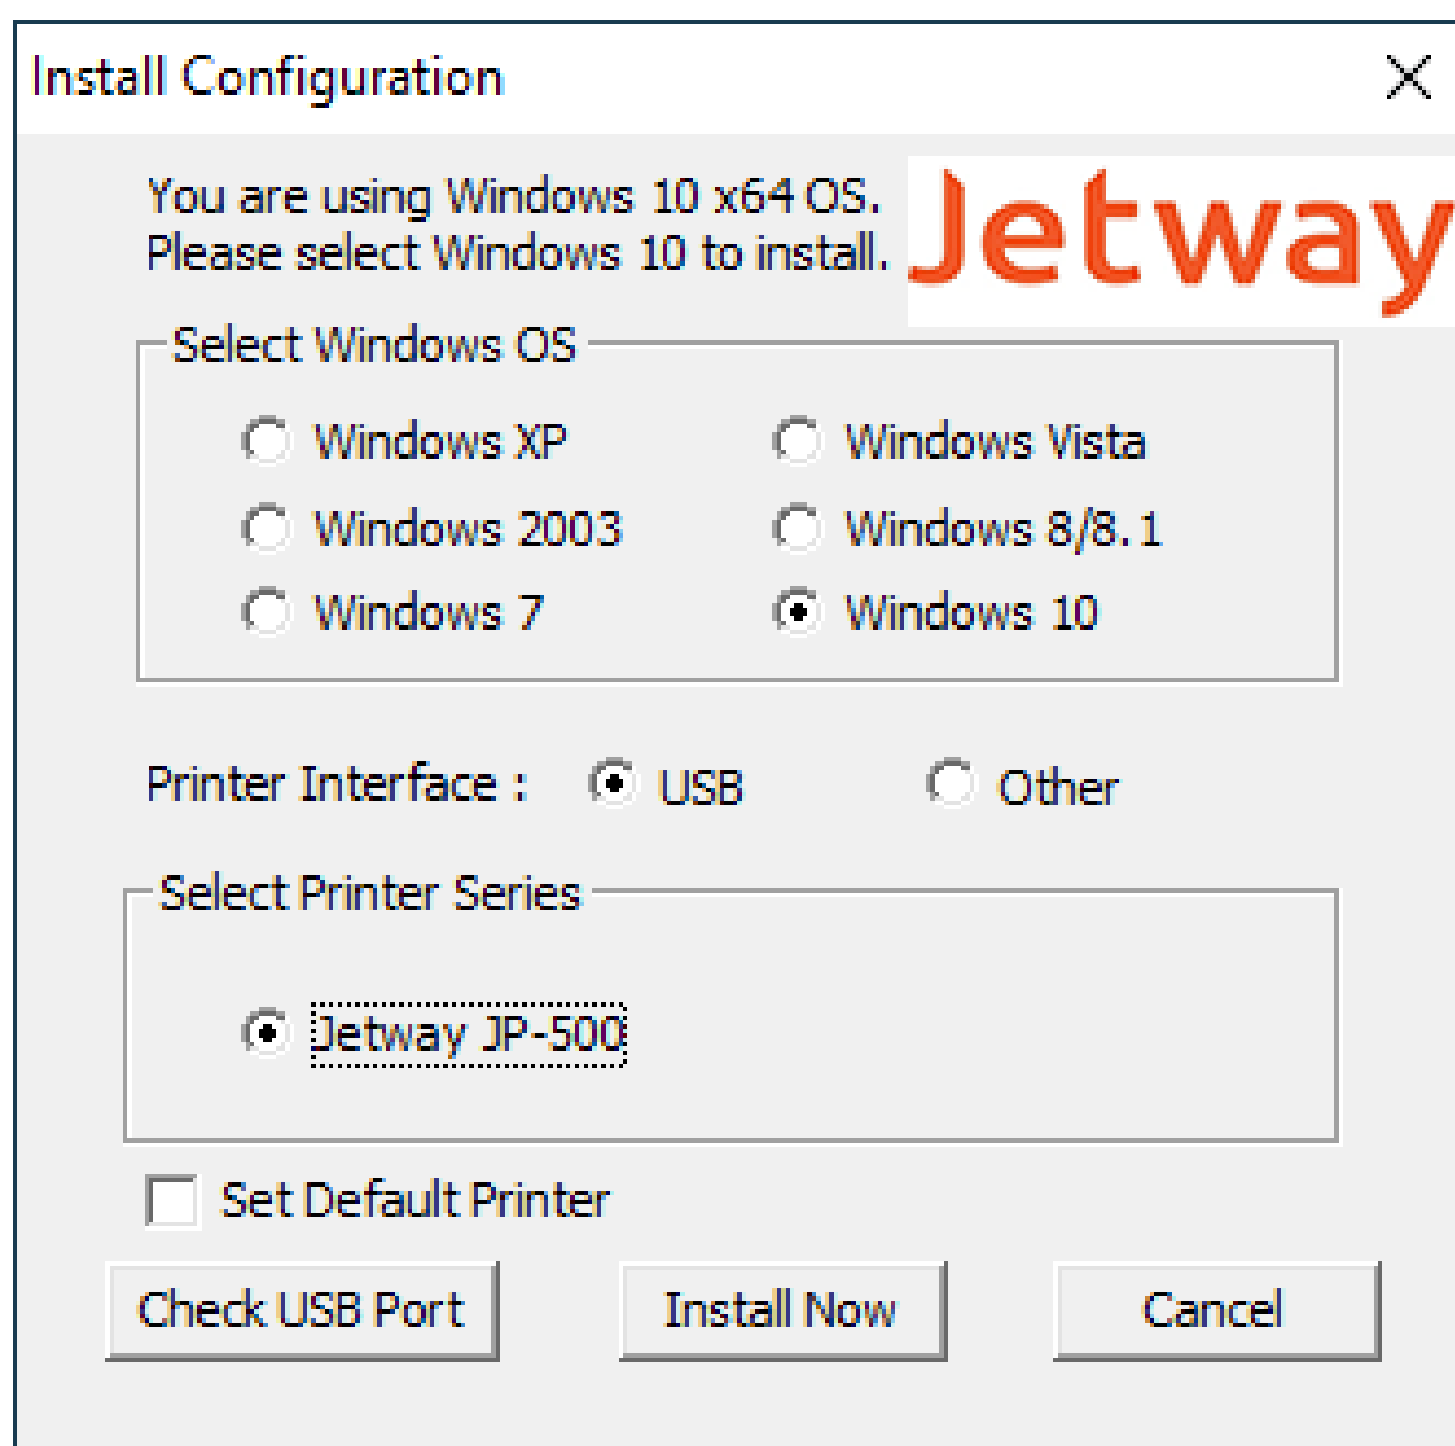 Install Configuration
You are using Windows 10 x64 OS.
Please select Windows 10 to install.
Jetway
Select Windows OS
Windows XP
Windows Vista
Windows 2003
Windows 8/8.1
Windows 7
Windows 10
Printer Interface : USB Other
Select Printer Series
Jetway JP-500
Set Default Printer
Check USB Port
Install Now
Cancel